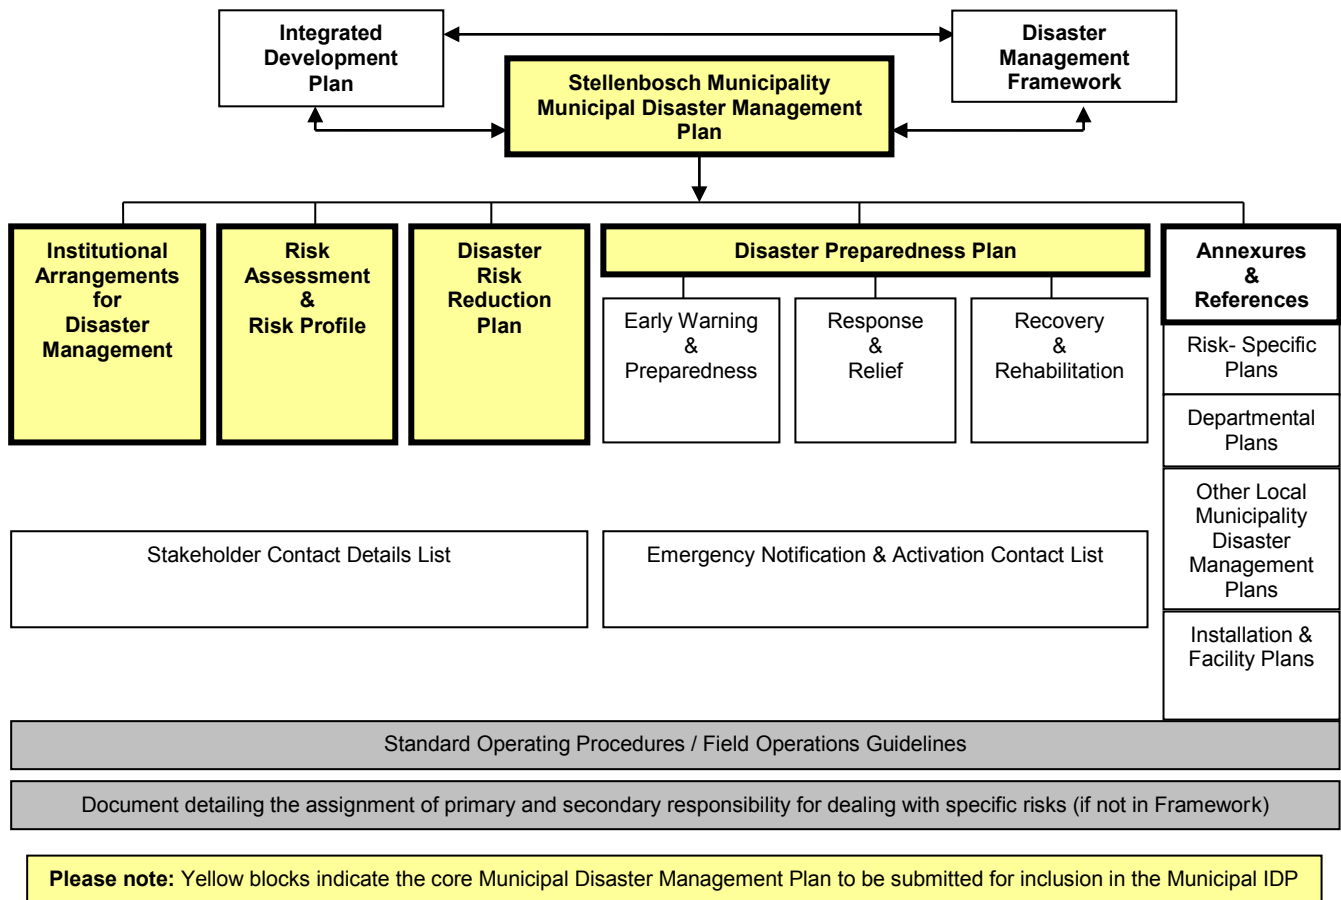 Integrated
Development
Plan
Disaster
Management
Framework
Stellenbosch Municipality
Municipal Disaster Management
Plan
Institutional
Arrangements
for
Disaster
Management
Risk
Assessment
&
Risk Profile
Disaster
Risk
Reduction
Plan
Disaster Preparedness Plan
Early Warning
&
Preparedness
Response
&
Relief
Recovery
&
Rehabilitation
Annexures
&
References
Risk- Specific
Plans
Departmental
Plans
Other Local
Municipality
Disaster
Management
Plans
Installation &
Facility Plans
Stakeholder Contact Details List
Emergency Notification & Activation Contact List
Standard Operating Procedures / Field Operations Guidelines
Document detailing the assignment of primary and secondary responsibility for dealing with specific risks (if not in Framework)
Please note: Yellow blocks indicate the core Municipal Disaster Management Plan to be submitted for inclusion in the Municipal IDP